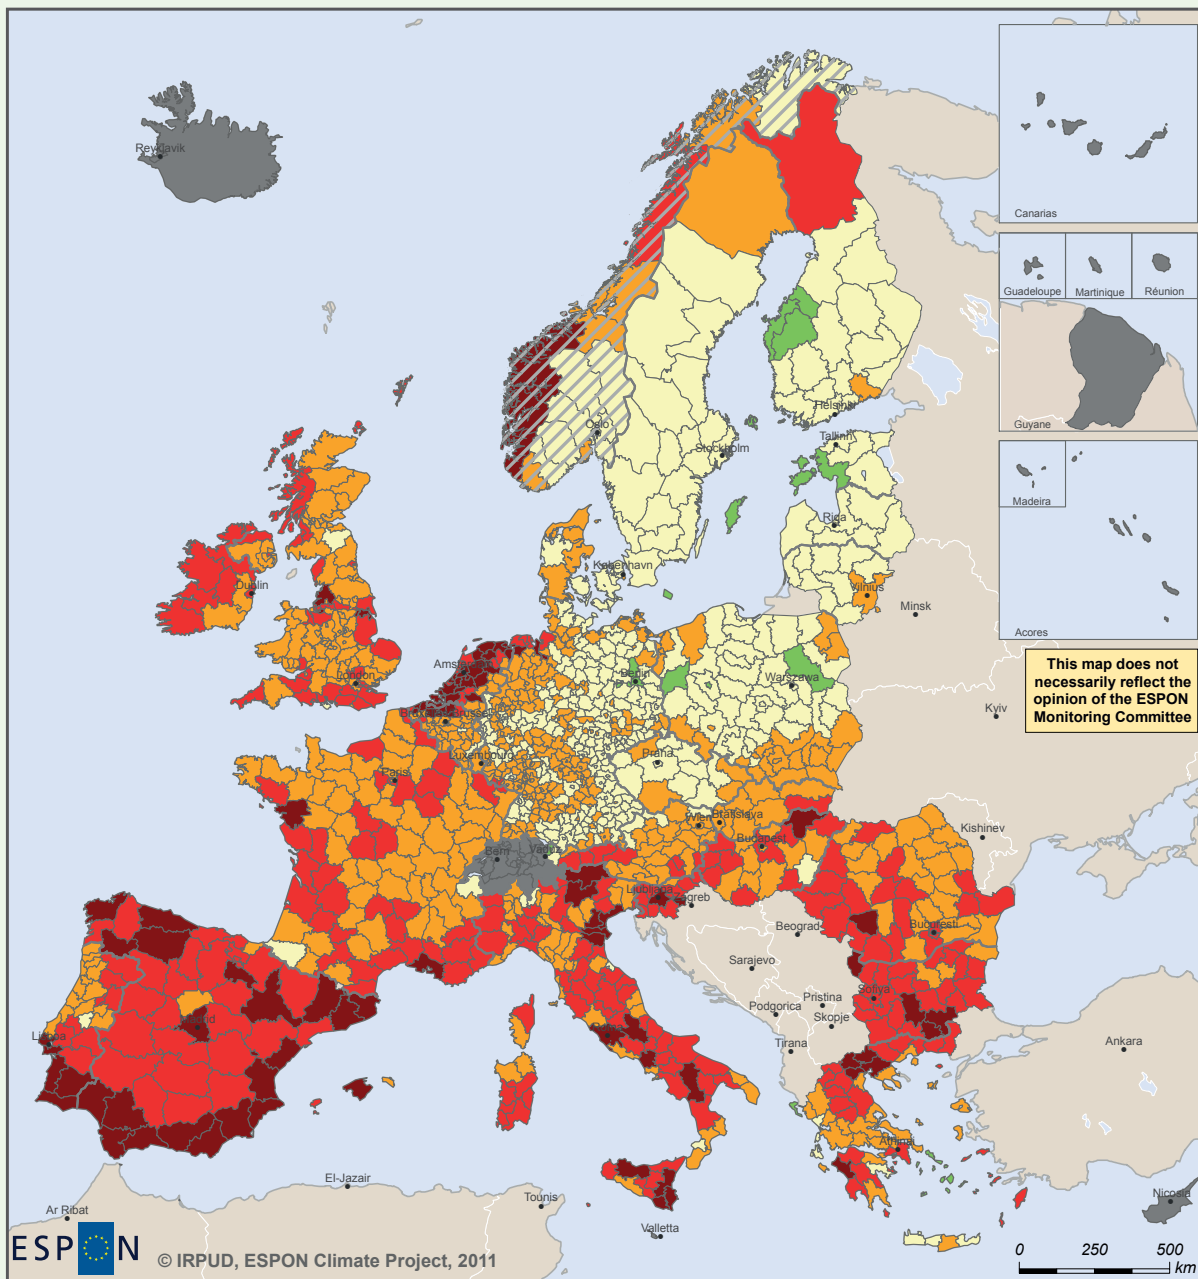 Reykjavik
Canarias
Guadeloupe
Martinique
Réunion
Guyane
Madeira
Acores
This map does not
necessarily reflect the
opinion of the ESPON
Monitoring Committee
Oslo
Helsinki
Tallinn
Stockholm
Riga
København
Vilnius
Minsk
Dublin
London
Amsterdam
Berlin
Warszawa
Kyiv
Luxembourg
Praha
Paris
Wien
Bratislava
Budapest
Kishinev
Bern
Vaduz
Ljubljana
Zagreb
Beograd
Bucuresti
Sarajevo
Pristina
Sofiya
Podgorica
Skopje
Tirana
Ankara
Madrid
Lisboa
Roma
Athinai
El-Jazair
Tounis
Ar Ribat
Valletta
Nicosia
ESPON
© IRPUD, ESPON Climate Project, 2011
0 250 500
km